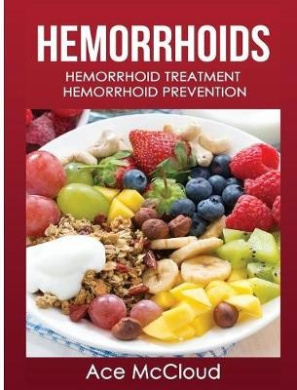 HEMORRHOIDS
HEMORRHOID TREATMENT
HEMORRHOID PREVENTION
Ace McCloud